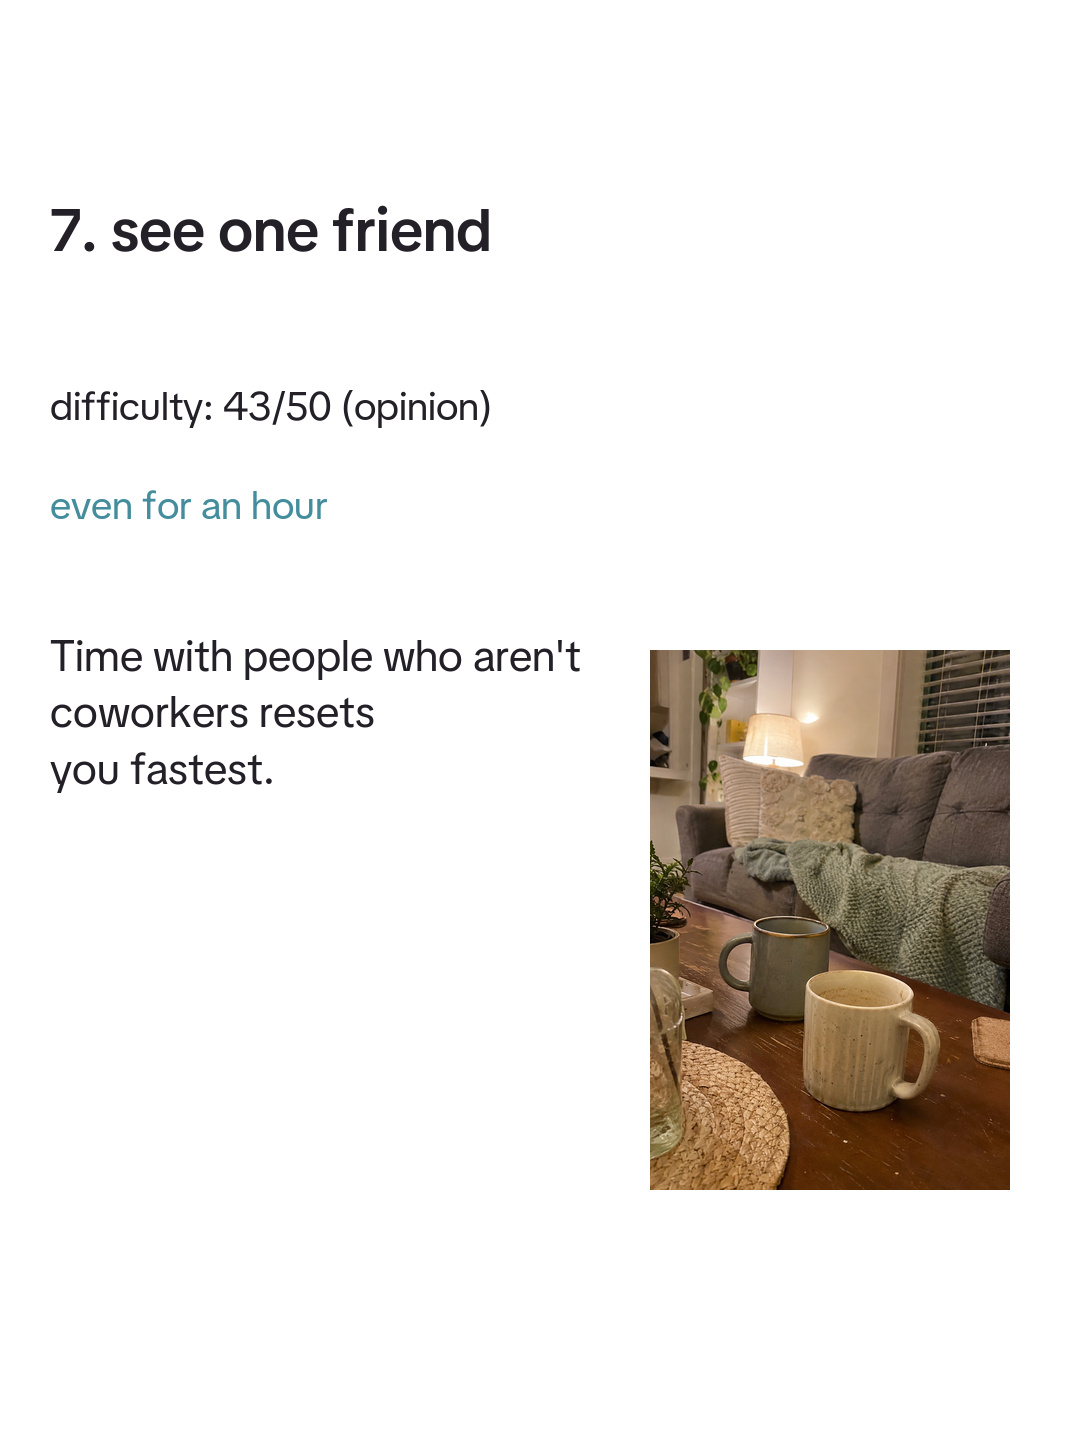 7. see one friend
difficulty: 43/50 (opinion)
even for an hour
Time with people who aren't
coworkers resets
you fastest.